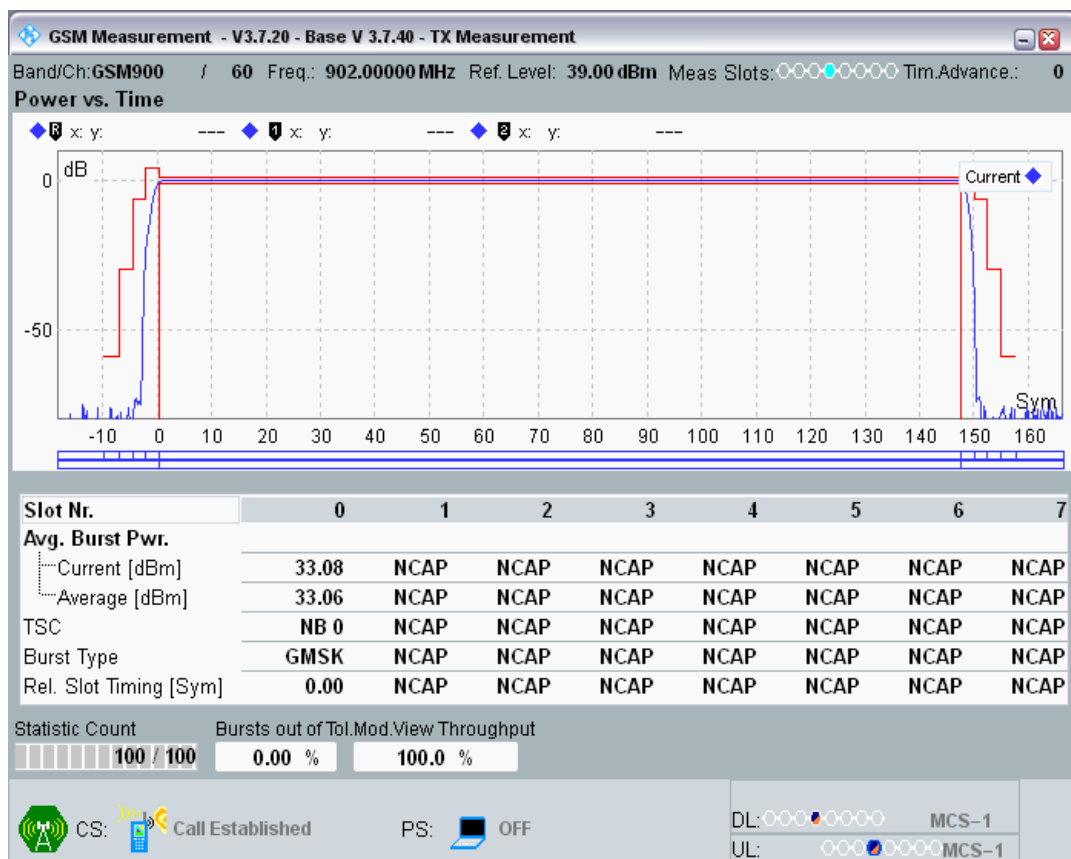 GSM Measurement - V3.7.20 - Base V 3.7.40 - TX Measurement
Band/Ch:GSM900 / 60 Freq.: 902.00000 MHz Ref. Level: 39.00 dBm Meas Slots: Tim.Advance.: 0
Power vs. Time
R x: y: --- 1 x: y: --- 2 x: y: ---
dB
Current
0
-50
Sym
-10 0 10 20 30 40 50 60 70 80 90 100 110 120 130 140 150 160
Slot Nr. 0 1 2 3 4 5 6 7
Avg. Burst Pwr.
Current [dBm] 33.08 NCAP NCAP NCAP NCAP NCAP NCAP NCAP
Average [dBm] 33.06 NCAP NCAP NCAP NCAP NCAP NCAP NCAP
TSC NB 0 NCAP NCAP NCAP NCAP NCAP NCAP NCAP
Burst Type GMSK NCAP NCAP NCAP NCAP NCAP NCAP NCAP
Rel. Slot Timing [Sym] 0.00 NCAP NCAP NCAP NCAP NCAP NCAP NCAP
Statistic Count Bursts out of Tol. Mod.View Throughput
100 / 100 0.00 % 100.0 %
CS: Call Established PS: OFF
DL: MCS-1
UL: MCS-1